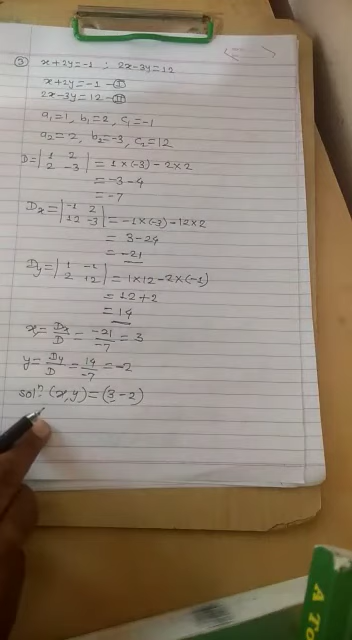 ③ x+2y=-1 ; 2x-3y=12
x+2y=-1 -Ⓘ
2x-3y=12 -ⒾⒾ
a₁=1, b₁=2, c₁=-1
a₂=2, b₂=-3, c₂=12
D=|1 2; 2 -3| = 1×(-3)-2×2
= -3-4
= -7
Dx=|-1 2; 12 -3| = -1×(-3)-12×2
= 3-24
= -21
Dy=|1 -1; 2 12| = 1×12-2×(-1)
= 12+2
= 14
x=Dx/D=-21/-7=3
y=Dy/D=14/-7=-2
solⁿ: (x,y)=(3-2)
A To